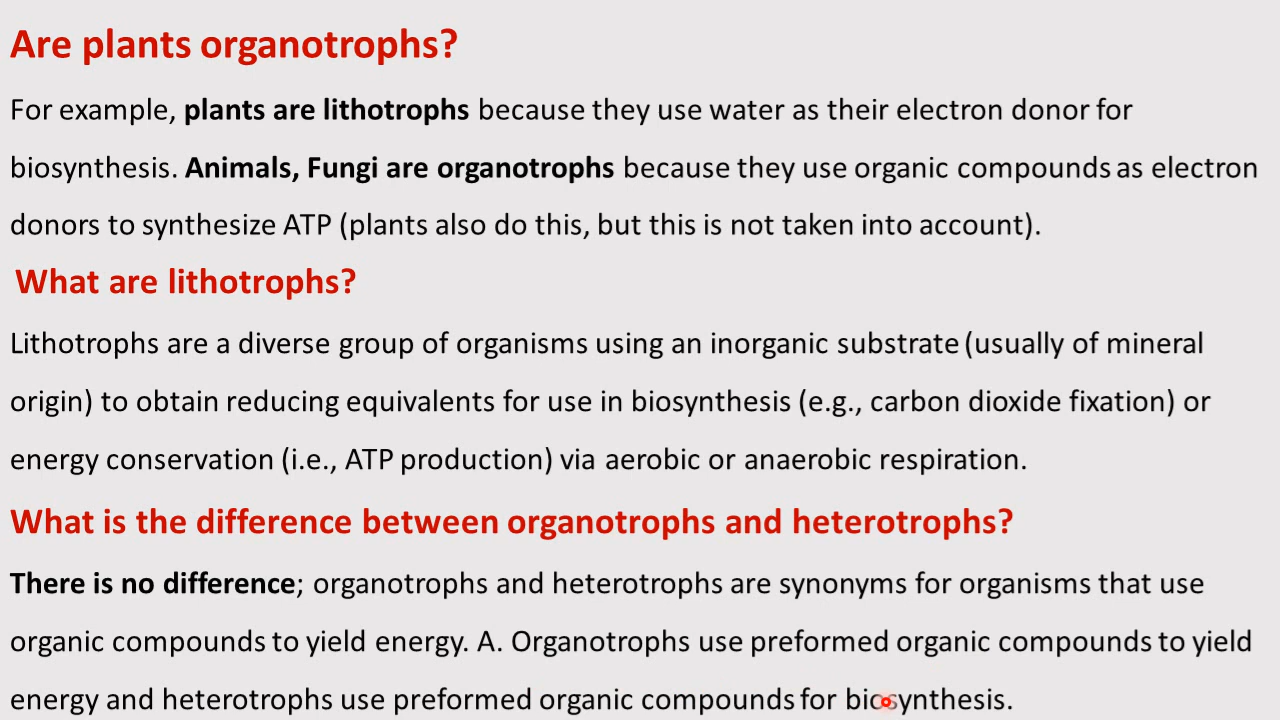 Are plants organotrophs?
For example, plants are lithotrophs because they use water as their electron donor for
biosynthesis. Animals, Fungi are organotrophs because they use organic compounds as electron
donors to synthesize ATP (plants also do this, but this is not taken into account).
What are lithotrophs?
Lithotrophs are a diverse group of organisms using an inorganic substrate (usually of mineral
origin) to obtain reducing equivalents for use in biosynthesis (e.g., carbon dioxide fixation) or
energy conservation (i.e., ATP production) via aerobic or anaerobic respiration.
What is the difference between organotrophs and heterotrophs?
There is no difference; organotrophs and heterotrophs are synonyms for organisms that use
organic compounds to yield energy. A. Organotrophs use preformed organic compounds to yield
energy and heterotrophs use preformed organic compounds for biosynthesis.